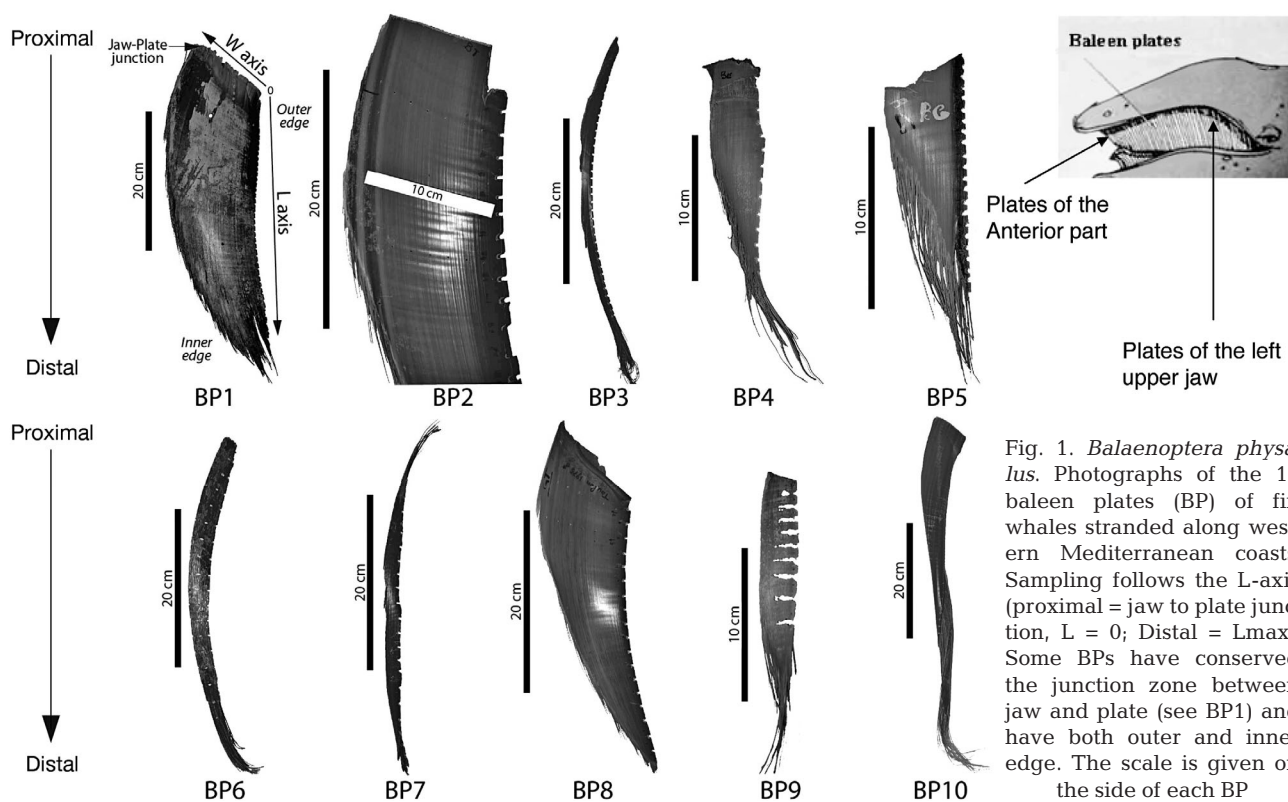 Proximal
Distal
Jaw-Plate
junction
W axis
0
Outer
edge
L axis
Inner
edge
20 cm
BP1
20 cm
10 cm
BP2
20 cm
BP3
10 cm
BP4
10 cm
BP5
Baleen plates
Plates of the
Anterior part
Plates of the left
upper jaw
Proximal
Distal
20 cm
BP6
20 cm
BP7
20 cm
BP8
10 cm
BP9
20 cm
BP10
Fig. 1. Balaenoptera physa
lus. Photographs of the 1
baleen plates (BP) of fin
whales stranded along west
ern Mediterranean coast
Sampling follows the L-axi
(proximal = jaw to plate junc
tion, L = 0; Distal = Lmax
Some BPs have conserved
the junction zone between
jaw and plate (see BP1) and
have both outer and inne
edge. The scale is given on
the side of each BP